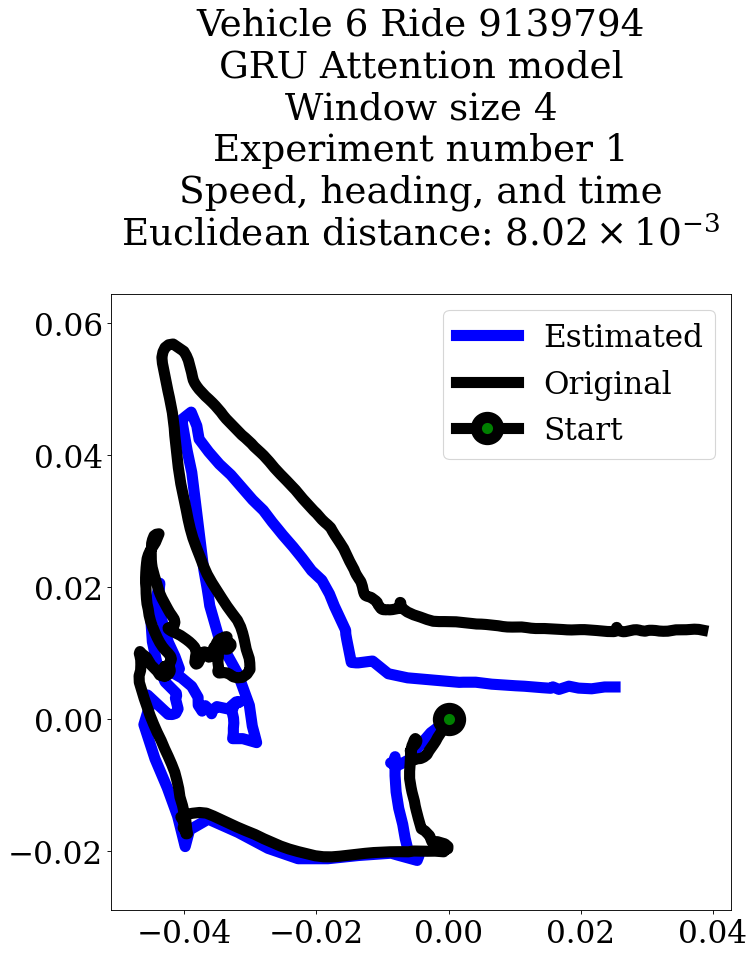 Vehicle 6 Ride 9139794
GRU Attention model
Window size 4
Experiment number 1
Speed, heading, and time
Euclidean distance: 8.02 × 10⁻³
Estimated
Original
Start
0.06
0.04
0.02
0.00
−0.02
−0.04 −0.02 0.00 0.02 0.04